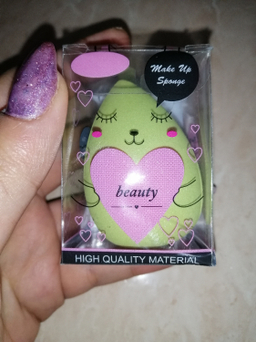 Make Up
Sponge
beauty
HIGH QUALITY MATERIAL